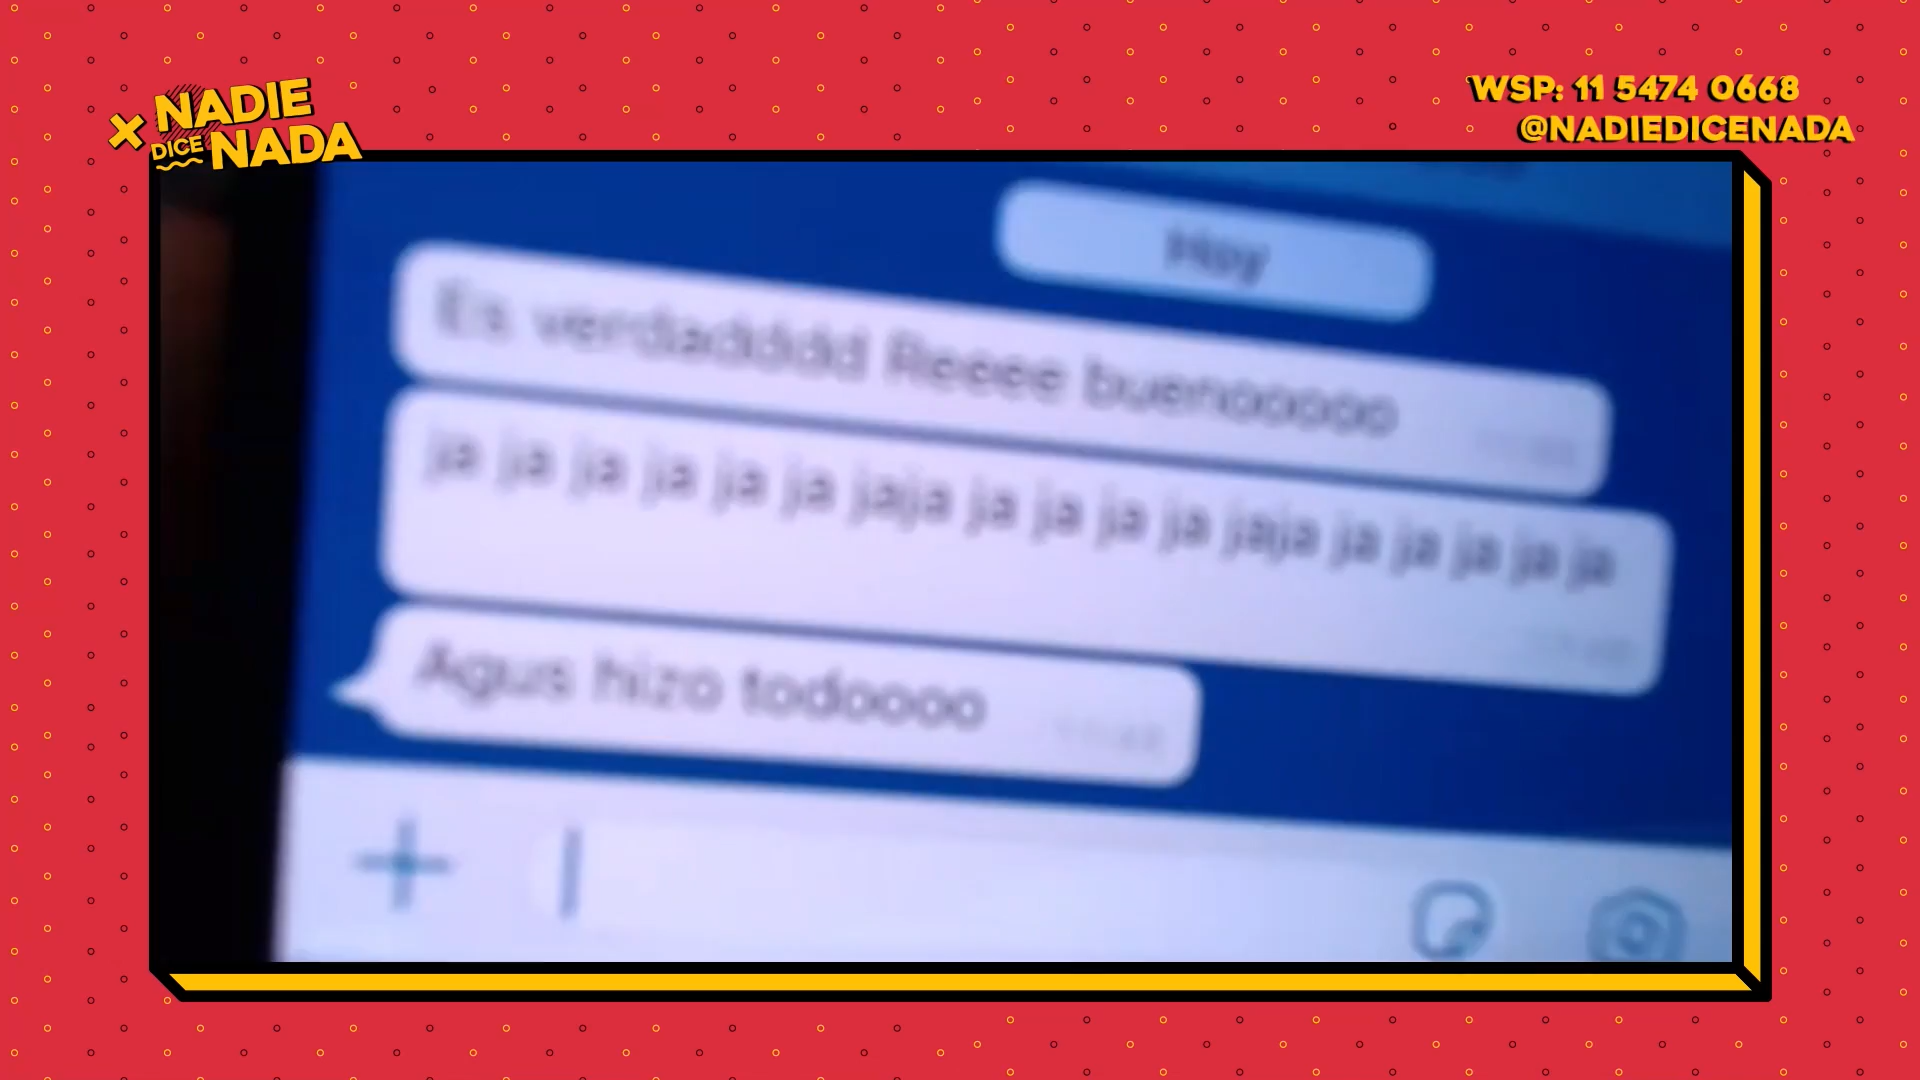 NADIE
DICE NADA
WSP: 11 5474 0668
@NADIEDICENADA
Hoy
Es verdadddd Reeee buenooooo
ja ja ja ja ja ja jaja ja ja ja ja jaja ja ja ja ja ja
Agus hizo todoooo